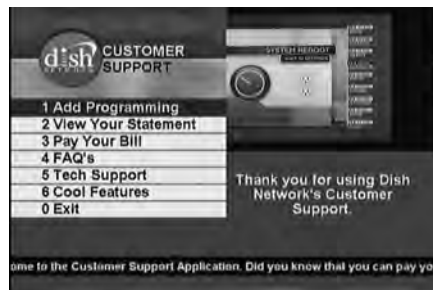 dish
NETWORK
CUSTOMER
SUPPORT
SYSTEM REBOOT
1 Add Programming
2 View Your Statement
3 Pay Your Bill
4 FAQ's
5 Tech Support
6 Cool Features
0 Exit
Thank you for using Dish
Network's Customer
Support.
ome to the Customer Support Application. Did you know that you can pay yo